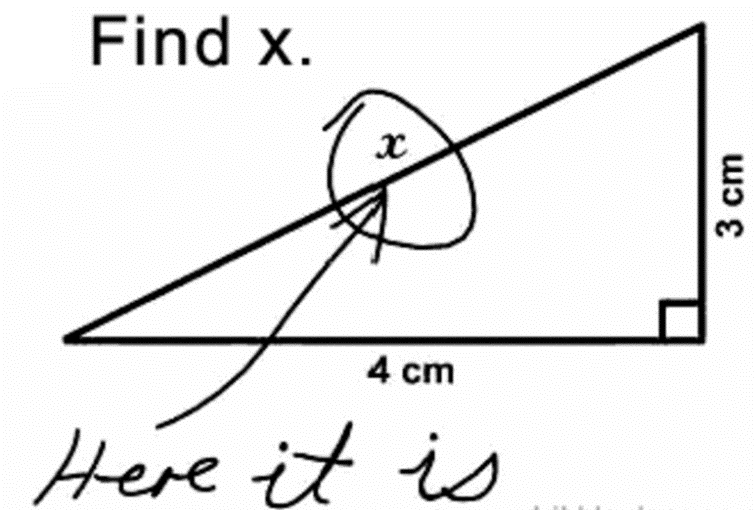 Find x.
x
3 cm
4 cm
Here it is